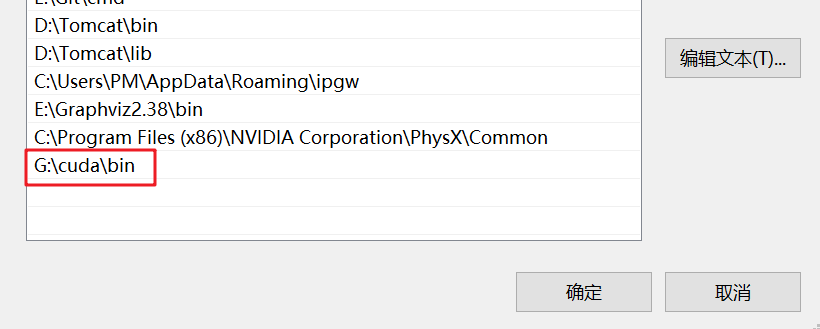 E:\Git\cmd
D:\Tomcat\bin
D:\Tomcat\lib
编辑文本(T)...
C:\Users\PM\AppData\Roaming\ipgw
E:\Graphviz2.38\bin
C:\Program Files (x86)\NVIDIA Corporation\PhysX\Common
G:\cuda\bin
确定
取消